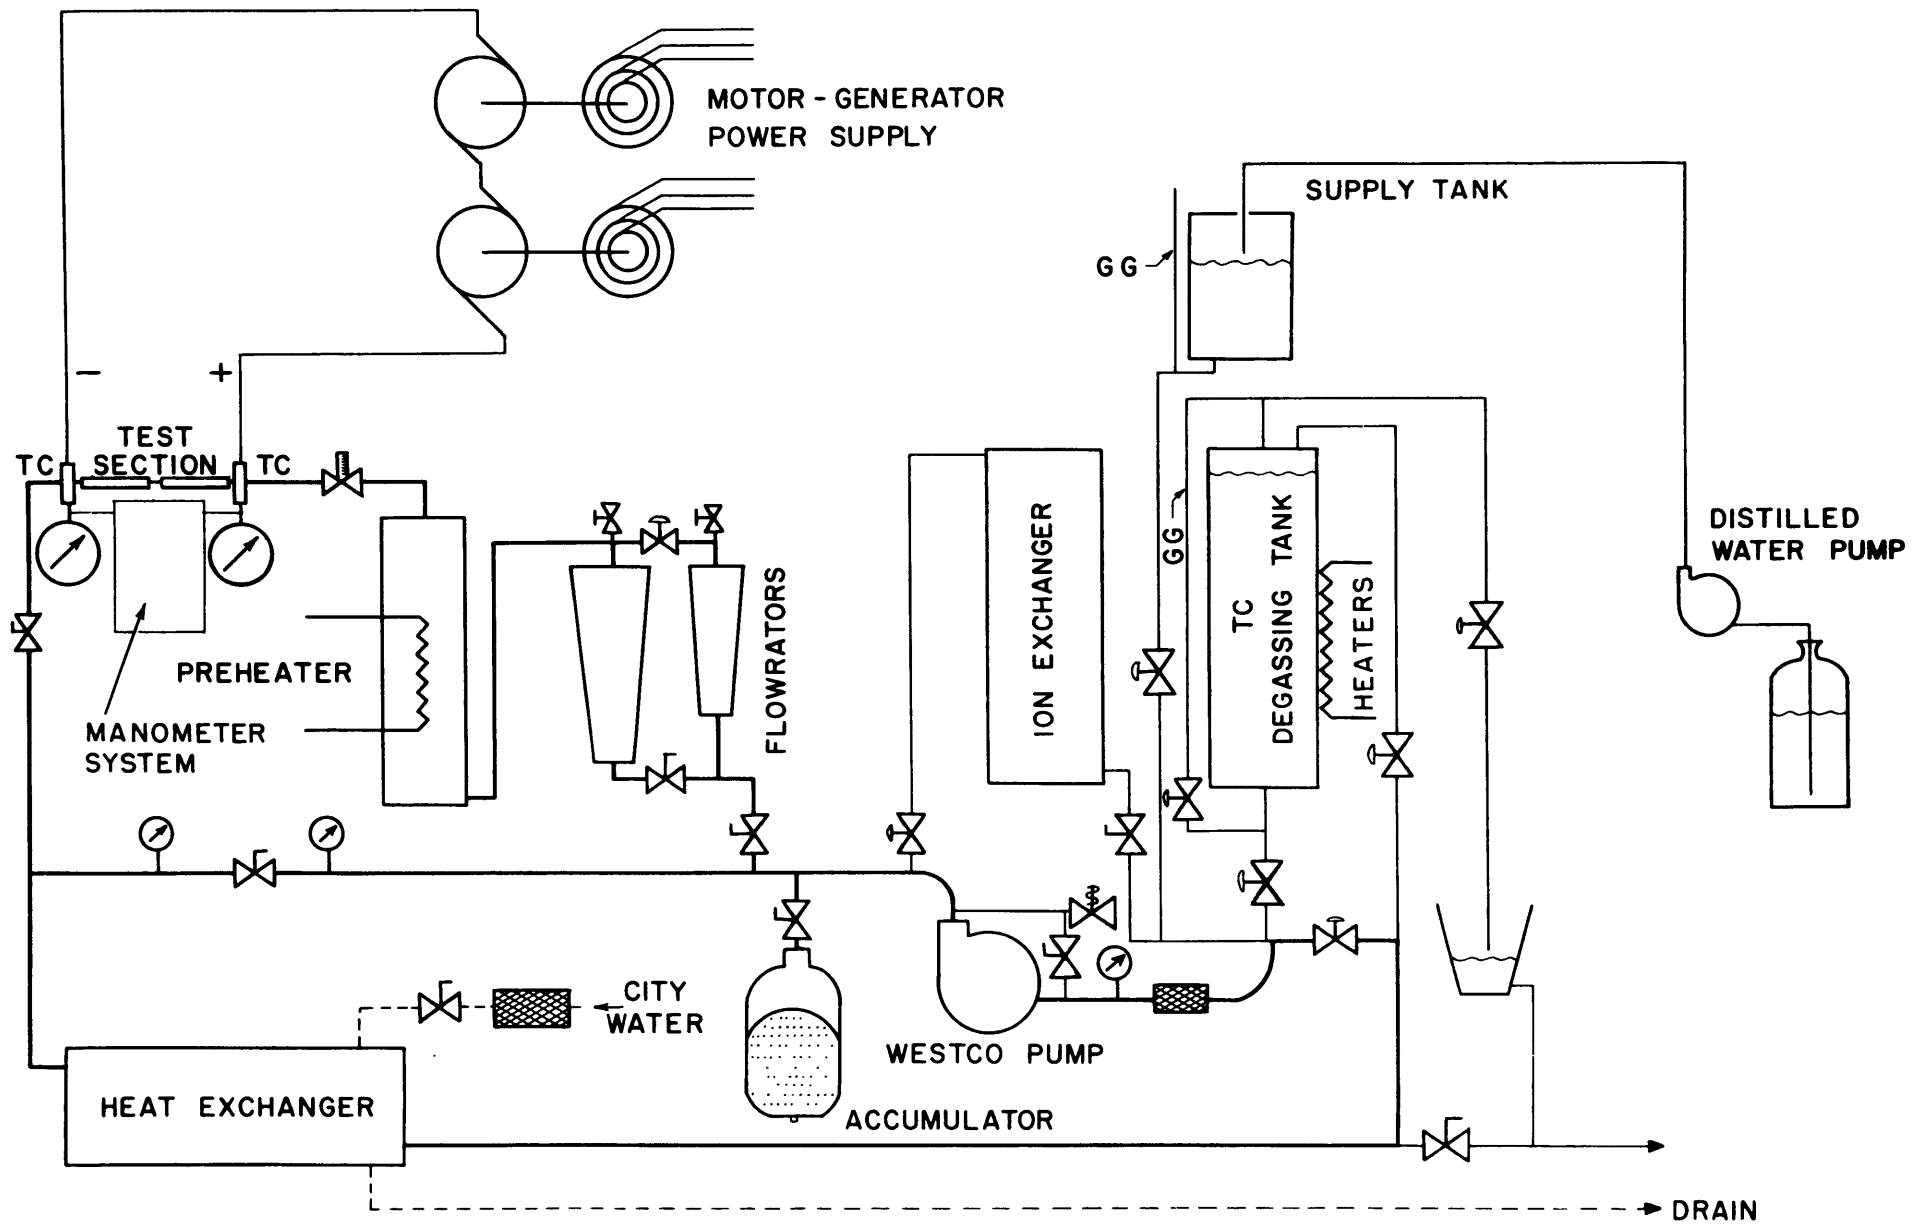 MOTOR - GENERATOR
POWER SUPPLY
SUPPLY TANK
GG
−
+
TEST
SECTION
TC
TC
DISTILLED
WATER PUMP
ION EXCHANGER
GG
TC
DEGASSING TANK
HEATERS
FLOWRATORS
PREHEATER
MANOMETER
SYSTEM
CITY
WATER
WESTCO PUMP
HEAT EXCHANGER
ACCUMULATOR
DRAIN